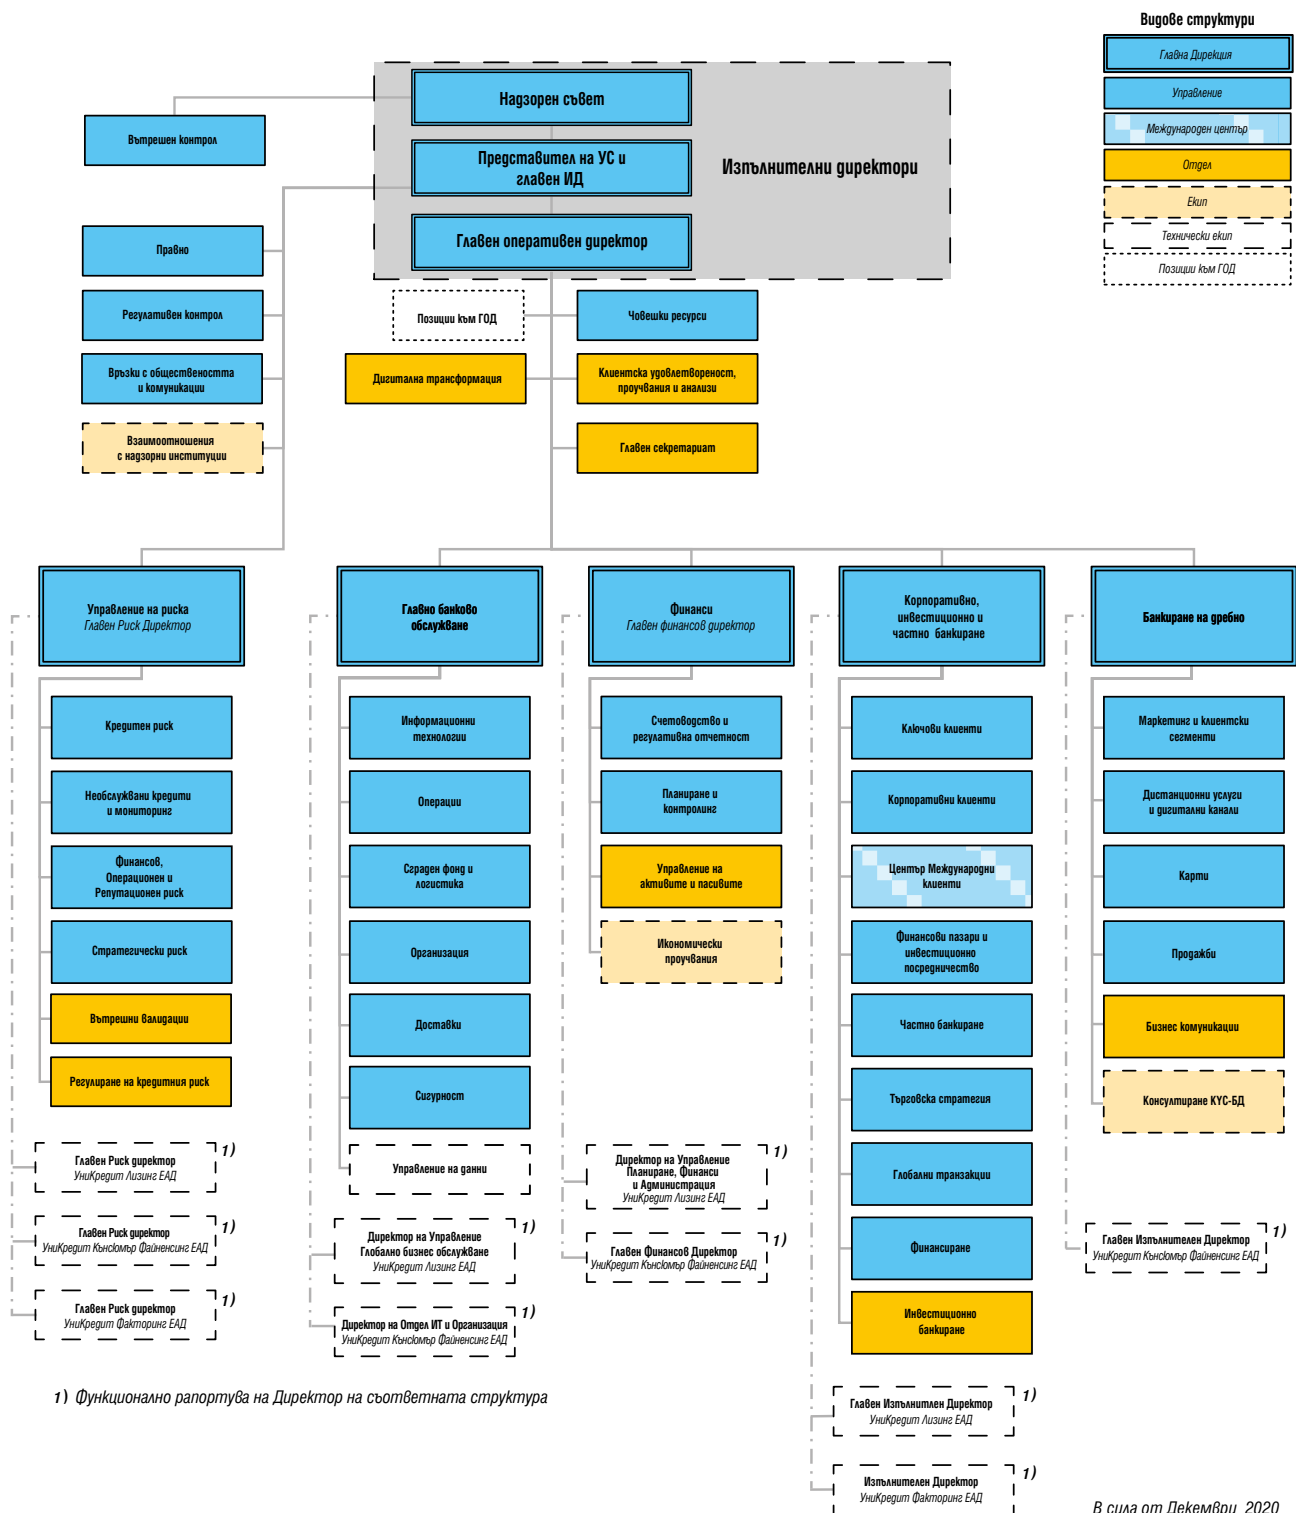 Видове структури
Главна Дирекция
Управление
Международен център
Отдел
Екип
Технически екип
Позиции към ГОД
Надзорен съвет
Представител на УС и
главен ИД
Главен оперативен директор
Изпълнителни директори
Вътрешен контрол
Правно
Регулативен контрол
Връзки с обществеността
и комуникации
Взаимоотношения
с надзорни институции
Позиции към ГОД
Човешки ресурси
Дигитална трансформация
Клиентска удовлетвореност,
проучвания и анализи
Главен секретариат
Управление на риска
Главен Риск Директор
Кредитен риск
Необслужвани кредити
и мониторинг
Финансов,
Операционен и
Репутационен риск
Стратегически риск
Вътрешни валидации
Регулиране на кредитния риск
Главен Риск директор
УниКредит Лизинг ЕАД
1)
Главен Риск директор
УниКредит Кънсюмър Файненсинг ЕАД
1)
Главен Риск директор
УниКредит Факторинг ЕАД
1)
Главно банково
обслужване
Информационни
технологии
Операции
Сграден фонд и
логистика
Организация
Доставки
Сигурност
Управление на данни
Директор на Управление
Глобално бизнес обслужване
УниКредит Лизинг ЕАД
1)
Директор на Отдел ИТ и Организация
УниКредит Кънсюмър Файненсинг ЕАД
1)
Финанси
Главен финансов директор
Счетоводство и
регулативна отчетност
Планиране и
контролинг
Управление на
активите и пасивите
Икономически
проучвания
Директор на Управление
Планиране, Финанси
и Администрация
УниКредит Лизинг ЕАД
1)
Главен Финансов Директор
УниКредит Кънсюмър Файненсинг ЕАД
1)
Корпоративно,
инвестиционно и
частно банкиране
Ключови клиенти
Корпоративни клиенти
Център Международни
клиенти
Финансови пазари и
инвестиционно
посредничество
Частно банкиране
Търговска стратегия
Глобални транзакции
Финансиране
Инвестиционно
банкиране
Главен Изпълнитлен Директор
УниКредит Лизинг ЕАД
1)
Изпълнителен Директор
УниКредит Факторинг ЕАД
1)
Банкиране на дребно
Маркетинг и клиентски
сегменти
Дистанционни услуги
и дигитални канали
Карти
Продажби
Бизнес комуникации
Консултиране KYC-БД
Главен Изпълнителен Директор
УниКредит Кънсюмър Файненсинг ЕАД
1)
1) Функционално рапортува на Директор на съответната структура
В сила от Декември, 2020